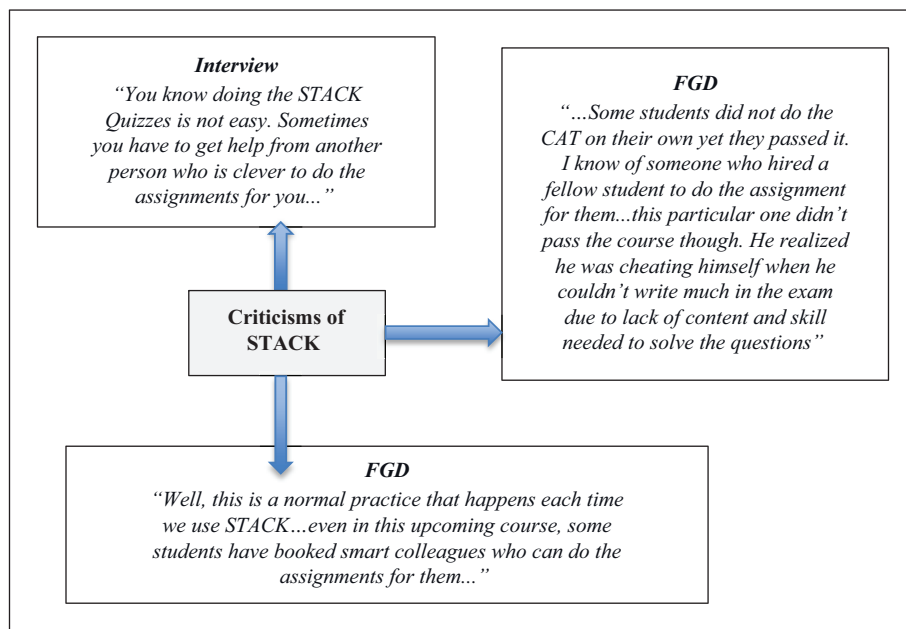 Interview
“You know doing the STACK
Quizzes is not easy. Sometimes
you have to get help from another
person who is clever to do the
assignments for you...”
FGD
“…Some students did not do the
CAT on their own yet they passed it.
I know of someone who hired a
fellow student to do the assignment
for them...this particular one didn’t
pass the course though. He realized
he was cheating himself when he
couldn’t write much in the exam
due to lack of content and skill
needed to solve the questions”
Criticisms of
STACK
FGD
“Well, this is a normal practice that happens each time
we use STACK…even in this upcoming course, some
students have booked smart colleagues who can do the
assignments for them...”